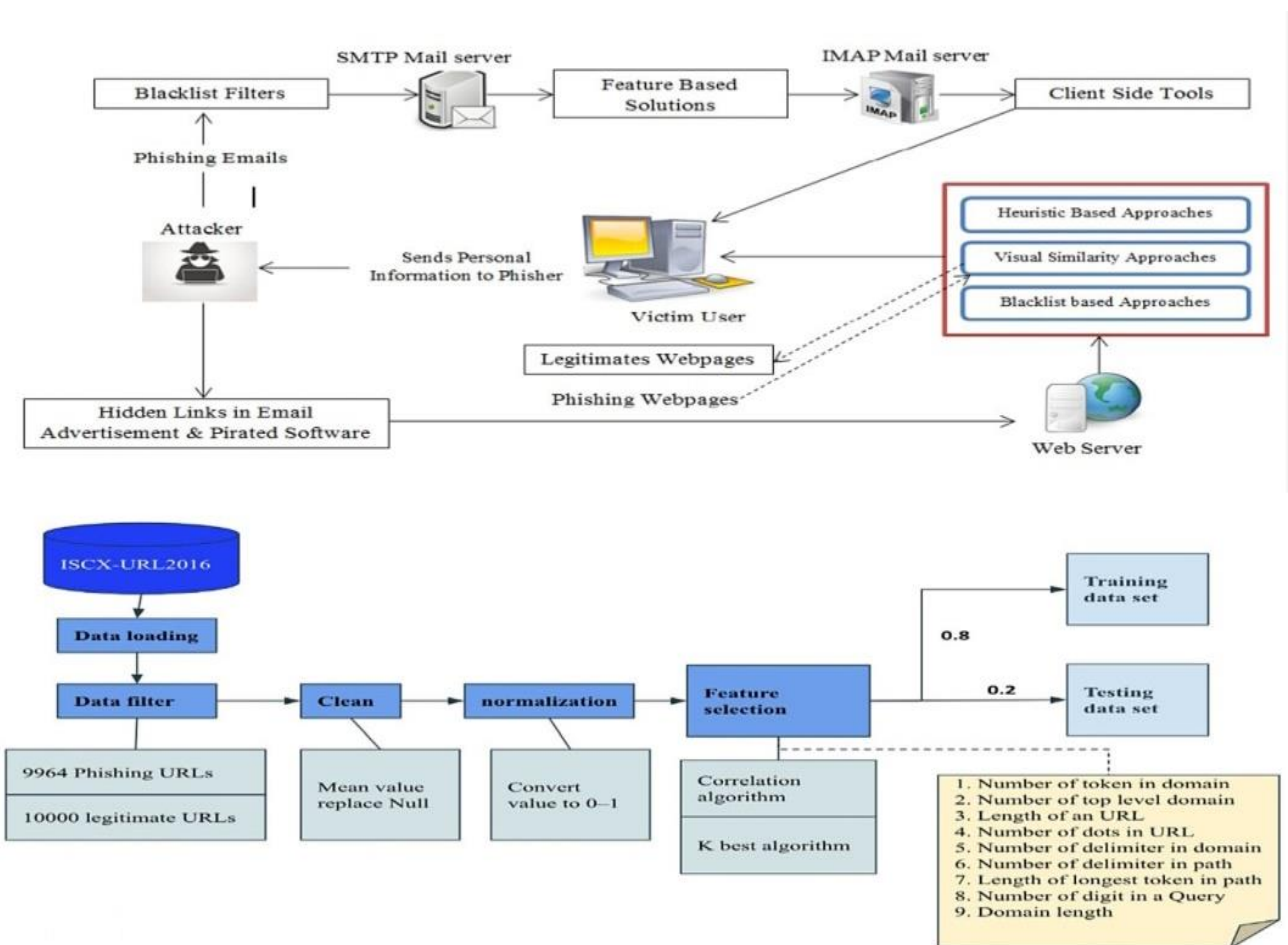 SMTP Mail server
IMAP Mail server
Blacklist Filters
Feature Based
Solutions
IMAP
Client Side Tools
Phishing Emails
Attacker
Sends Personal
Information to Phisher
Victim User
Heuristic Based Approaches
Visual Similarity Approaches
Blacklist based Approaches
Legitimates Webpages
Phishing Webpages
Hidden Links in Email
Advertisement & Pirated Software
Web Server
ISCX-URL2016
Data loading
Data filter
9964 Phishing URLs
10000 legitimate URLs
Clean
Mean value
replace Null
normalization
Convert
value to 0–1
Feature
selection
Correlation
algorithm
K best algorithm
0.8
0.2
Training
data set
Testing
data set
1. Number of token in domain
2. Number of top level domain
3. Length of an URL
4. Number of dots in URL
5. Number of delimiter in domain
6. Number of delimiter in path
7. Length of longest token in path
8. Number of digit in a Query
9. Domain length